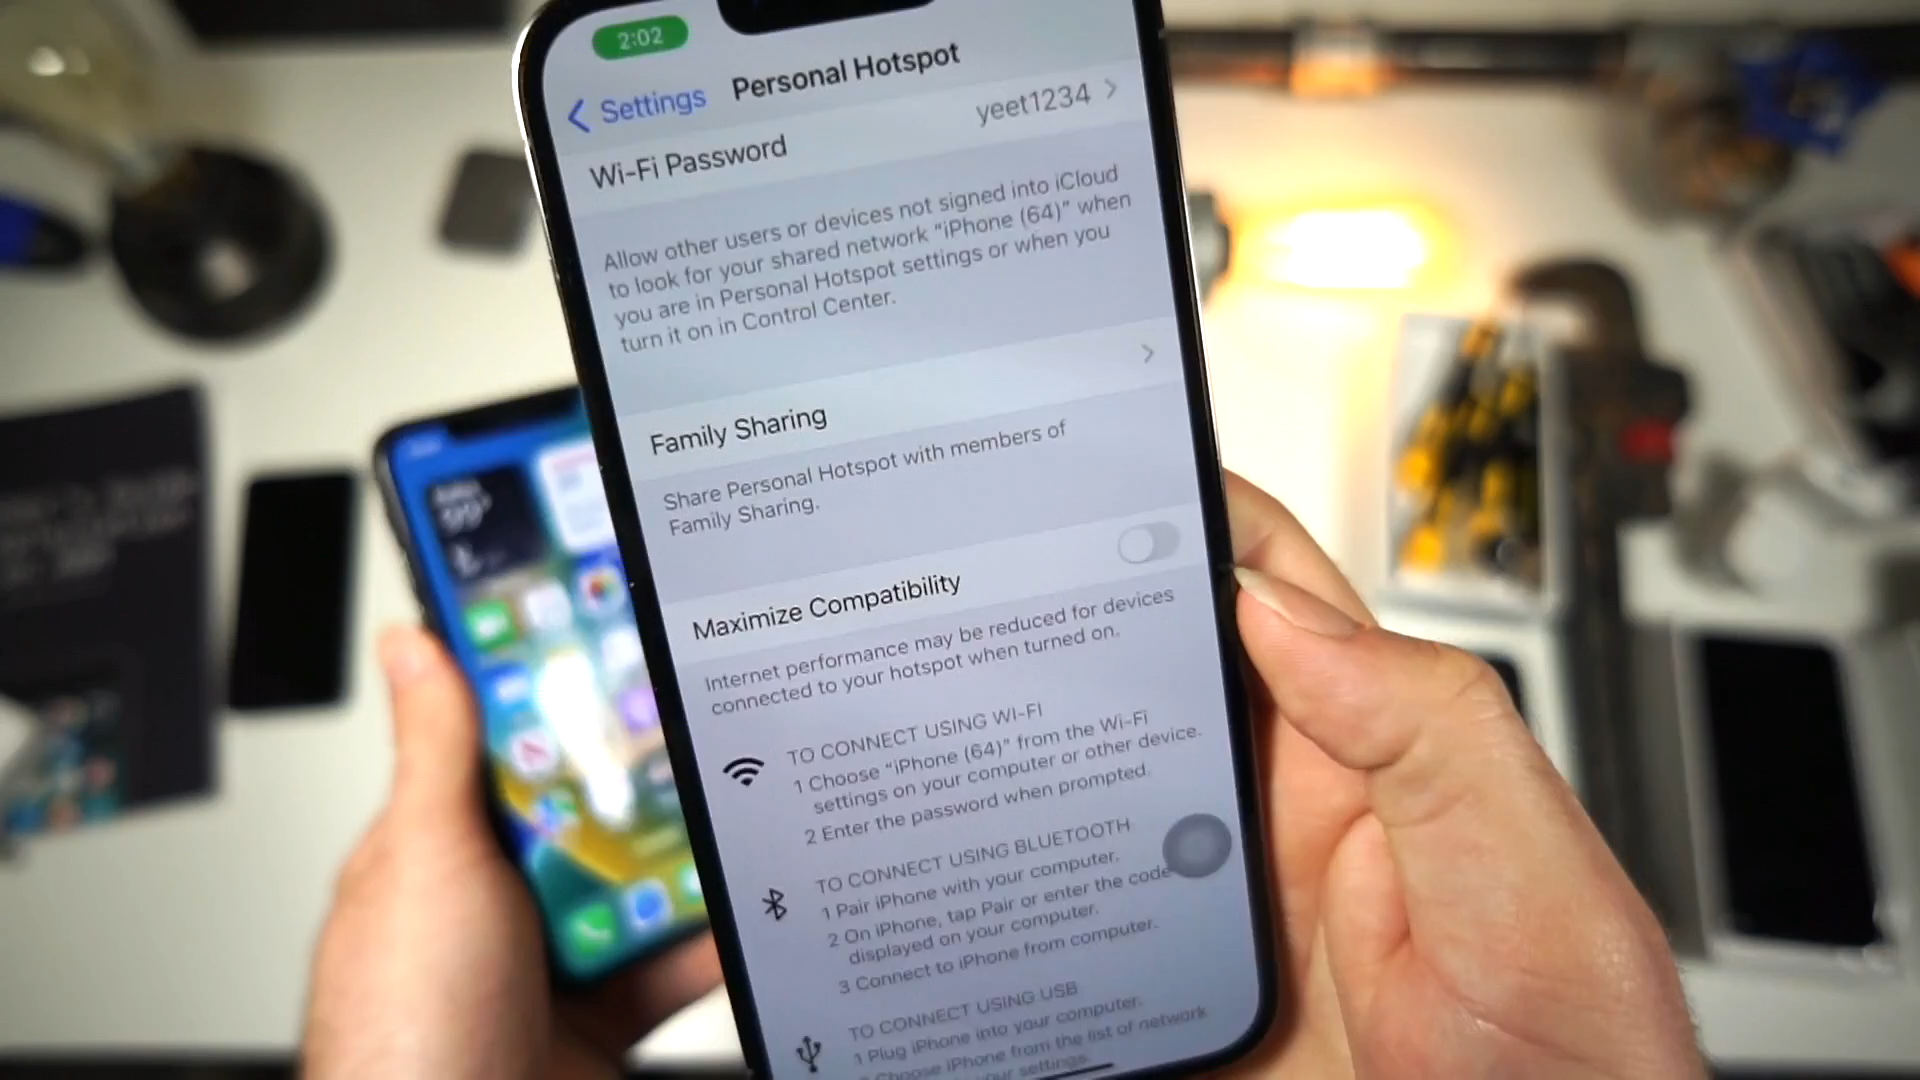 2:02
Settings
Personal Hotspot
Wi-Fi Password
yeet1234
Allow other users or devices not signed into iCloud
to look for your shared network “iPhone (64)” when
you are in Personal Hotspot settings or when you
turn it on in Control Center.
Family Sharing
Share Personal Hotspot with members of
Family Sharing.
Maximize Compatibility
Internet performance may be reduced for devices
connected to your hotspot when turned on.
TO CONNECT USING WI-FI
1 Choose “iPhone (64)” from the Wi-Fi
settings on your computer or other device.
2 Enter the password when prompted.
TO CONNECT USING BLUETOOTH
1 Pair iPhone with your computer.
2 On iPhone, tap Pair or enter the code
displayed on your computer.
3 Connect to iPhone from computer.
TO CONNECT USING USB
1 Plug iPhone into your computer.
Choose iPhone from the list of network
settings.